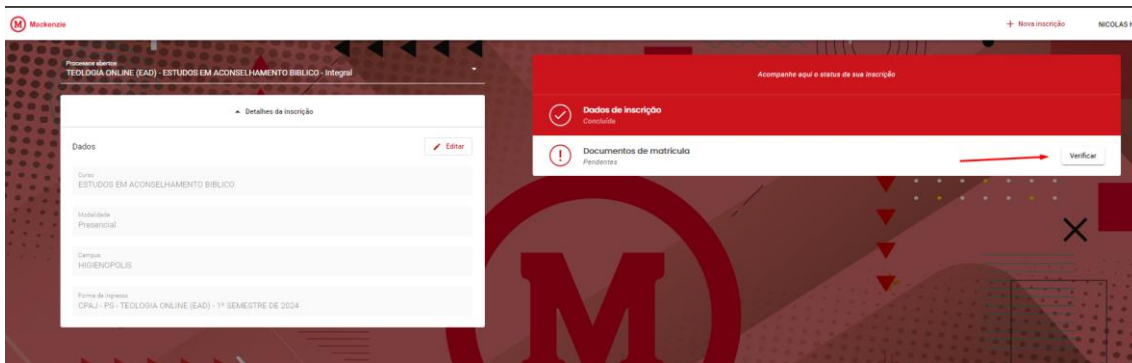 Mackenzie
+ Nova inscrição
NICOLAS
Processos abertos
TEOLOGIA ONLINE (EAD) - ESTUDOS EM ACONSELHAMENTO BIBLICO - Integral
Detalhes da inscrição
Dados
Editar
Curso
ESTUDOS EM ACONSELHAMENTO BIBLICO
Modalidade
Presencial
Campus
HIGIENOPOLIS
Forma de ingresso
CPAJ - PS - TEOLOGIA ONLINE (EAD) - 1º SEMESTRE DE 2024
Acompanhe aqui o status de sua inscrição
Dados de inscrição
Concluída
Documentos de matrícula
Pendentes
Verificar
M